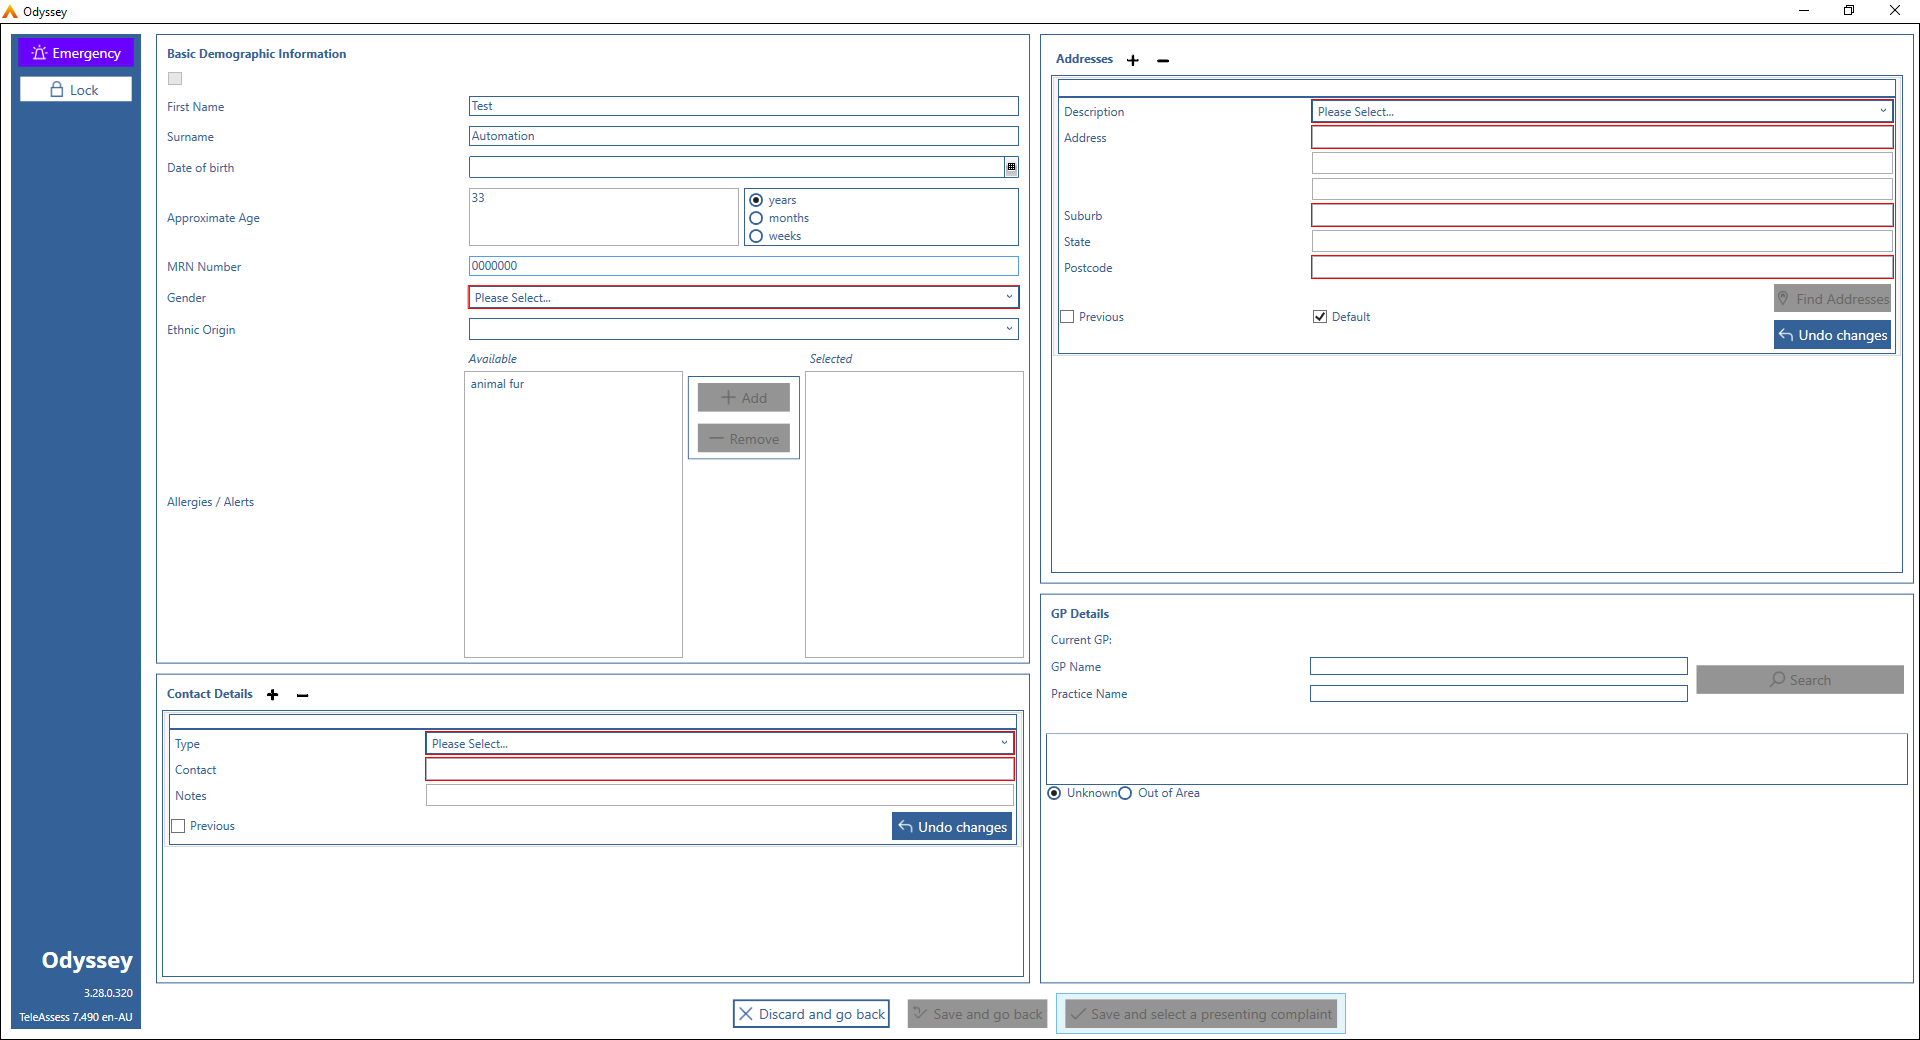 Odyssey
Emergency
Lock
Basic Demographic Information
First Name
Test
Surname
Automation
Date of birth
Approximate Age
33
years
months
weeks
MRN Number
0000000
Gender
Please Select...
Ethnic Origin
Available
Selected
animal fur
Add
Remove
Allergies / Alerts
Contact Details
Type
Please Select...
Contact
Notes
Previous
Undo changes
Addresses
Description
Please Select...
Address
Suburb
State
Postcode
Find Addresses
Previous
Default
Undo changes
GP Details
Current GP:
GP Name
Practice Name
Search
Unknown
Out of Area
Odyssey
3.28.0.320
TeleAssess 7.490 en-AU
Discard and go back
Save and go back
Save and select a presenting complaint